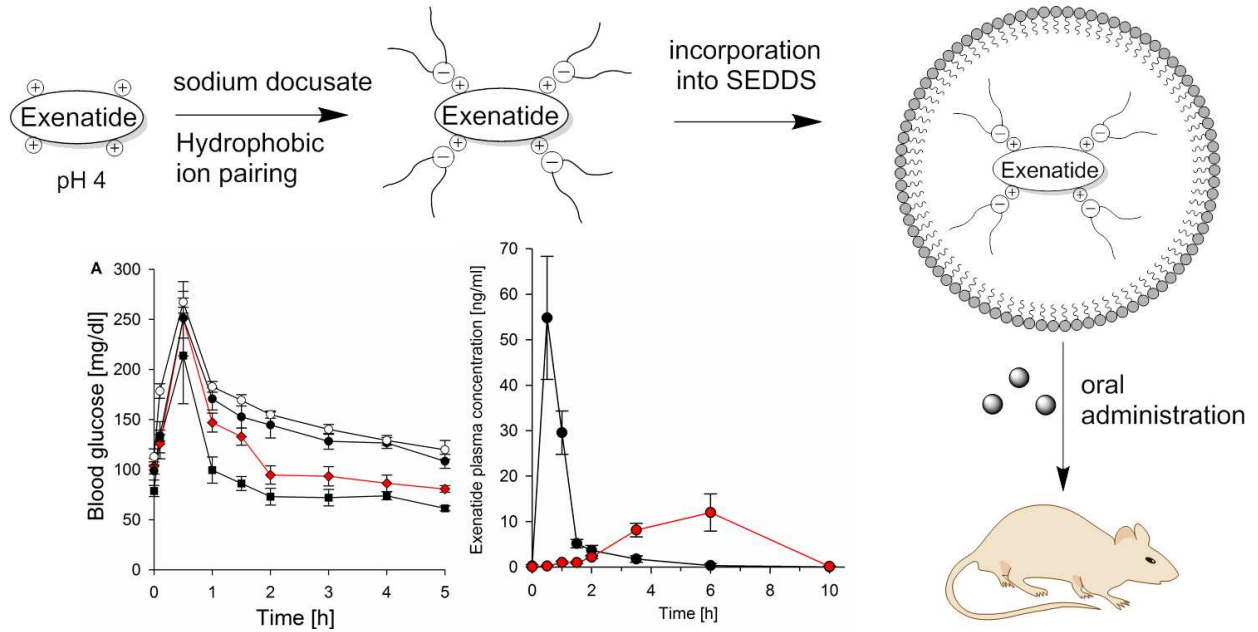 Exenatide
pH 4
sodium docusate
Hydrophobic
ion pairing
Exenatide
incorporation
into SEDDS
Exenatide
oral
administration
A
Blood glucose [mg/dl]
300
250
200
150
100
50
0
0 1 2 3 4 5
Time [h]
Exenatide plasma concentration [ng/ml]
70
60
50
40
30
20
10
0
0 2 4 6 8 10
Time [h]